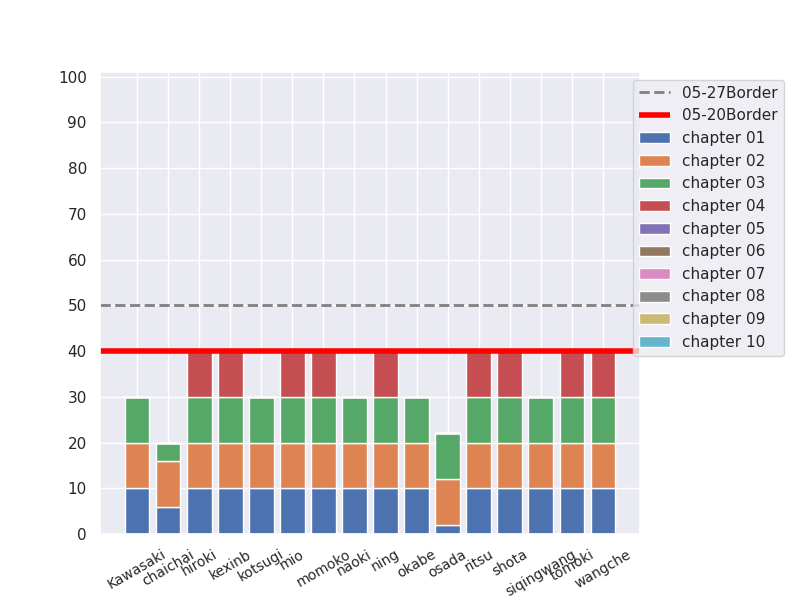 100
90
80
70
60
50
40
30
20
10
0
05-27Border
05-20Border
chapter 01
chapter 02
chapter 03
chapter 04
chapter 05
chapter 06
chapter 07
chapter 08
chapter 09
chapter 10
Kawasaki
chaichai
hiroki
kexinb
kotsugi
mio
momoko
naoki
ning
okabe
osada
ritsu
shota
siqingwang
tomoki
wangche